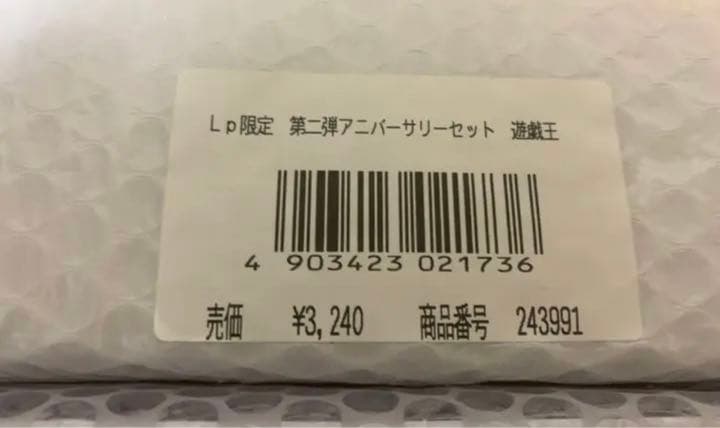 Lp限定 第二弾アニバーサリーセット 遊戯王
4 903423 021736
売価 ¥3,240 商品番号 243991